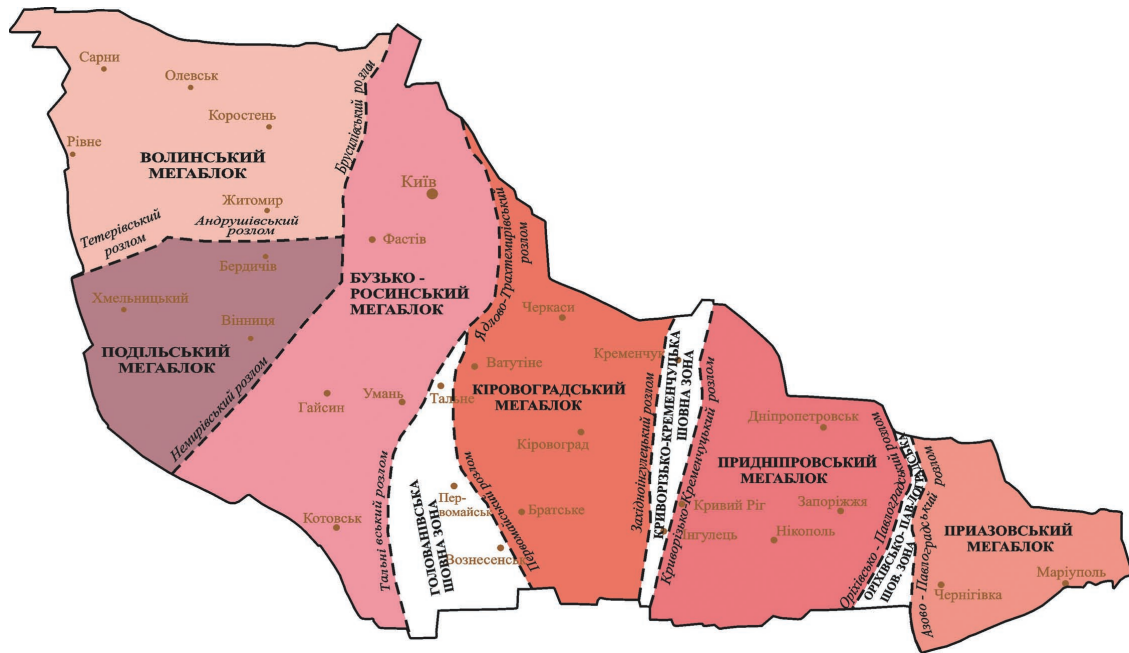 Сарни
Олевськ
Коростень
Рівне
ВОЛИНСЬКИЙ
МЕГАБЛОК
Житомир
Тетерівський
розлом
Андрушівський
розлом
Брусилівський розлом
Київ
Фастів
Бердичів
Хмельницький
Вінниця
ПОДІЛЬСЬКИЙ
МЕГАБЛОК
Немирівський розлом
БУЗЬКО -
РОСИНСЬКИЙ
МЕГАБЛОК
Гайсин
Умань
Котовськ
Тальнівський розлом
Ядлово-Трахтемирівський
розлом
Тальне
Пер-
вомайськ
Вознесенськ
ГОЛОВАНІВСЬКА
ШОВНА ЗОНА
Первомайський розлом
Черкаси
Ватутіне
КІРОВОГРАДСЬКИЙ
МЕГАБЛОК
Кіровоград
Братське
Західноінгулецький розлом
Кременчук
КРИВОРІЗЬКО-КРЕМЕНЧУЦЬКА
ШОВНА ЗОНА
Інгулець
Криворізько-Кременчуцький розлом
Дніпропетровськ
ПРИДНІПРОВСЬКИЙ
МЕГАБЛОК
Кривий Ріг
Запоріжжя
Нікополь
Оріхівсько - Павлоградський розлом
ОРІХІВСЬКО- ПАВЛОГРАДСЬКА
ШОВ. ЗОНА
Азово - Павлоградський розлом
ПРИАЗОВСЬКИЙ
МЕГАБЛОК
Маріуполь
Чернігівка